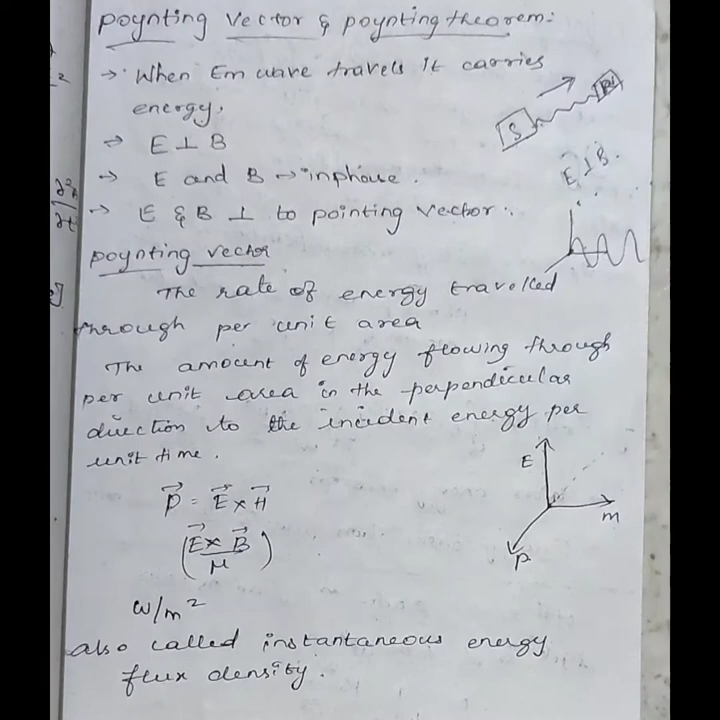 poynting vector & poynting theorem:
→ When Em wave travels it carries
energy.
→ E ⊥ B
→ E and B → inphase.
→ E & B ⊥ to pointing vector.
S
E ⊥ B.
poynting vector
The rate of energy travelled
through per unit area
The amount of energy flowing through
per unit area in the perpendicular
direction to the incident energy per
unit time.
P⃗ = E⃗ x H⃗
(E⃗ x B⃗ / μ)
E
m
P
w/m²
also called instantaneous energy
flux density.